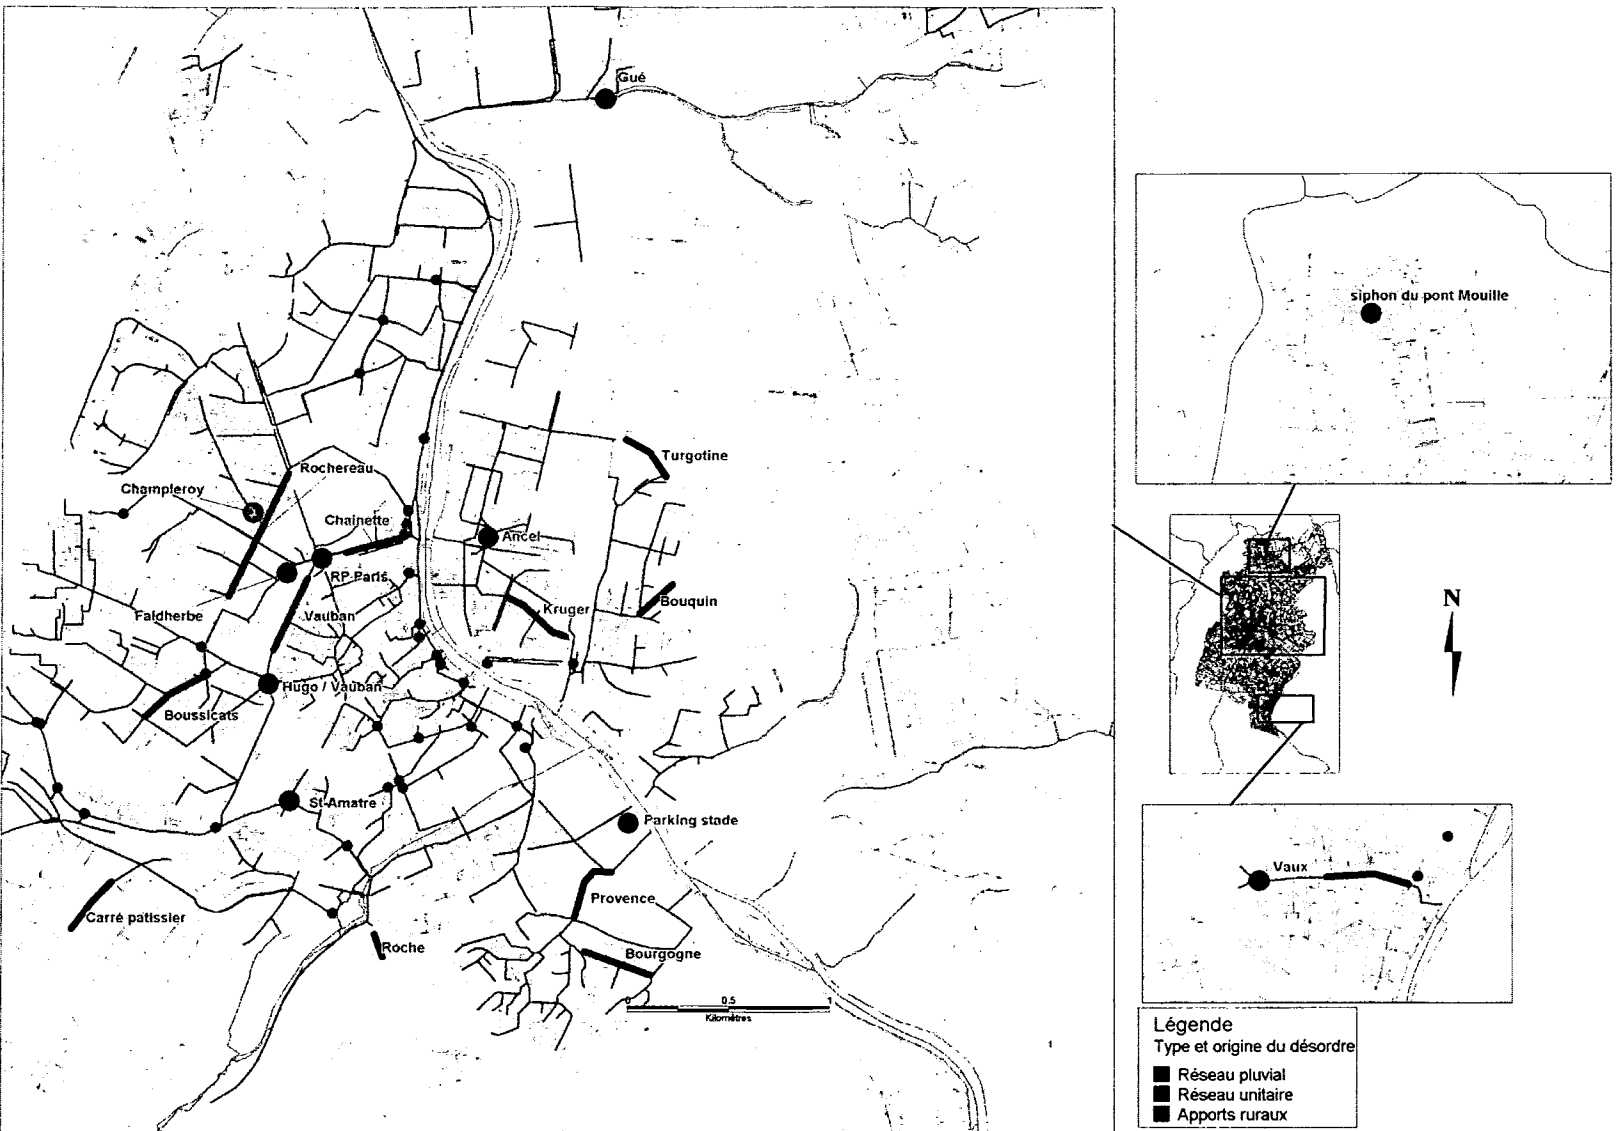 Gué
Turgotine
Rochereau
Champleroy
Chainette
Ancel
RP-Paris
Faidherbe
Vauban
Kruger
Bouquin
Hugo / Vauban
Boussicats
St-Amatre
Parking stade
Provence
Carré patissier
Roche
Bourgogne
0 0.5 1
Kilomètres
1
siphon du pont Mouille
N
Vaux
Légende
Type et origine du désordre
Réseau pluvial
Réseau unitaire
Apports ruraux